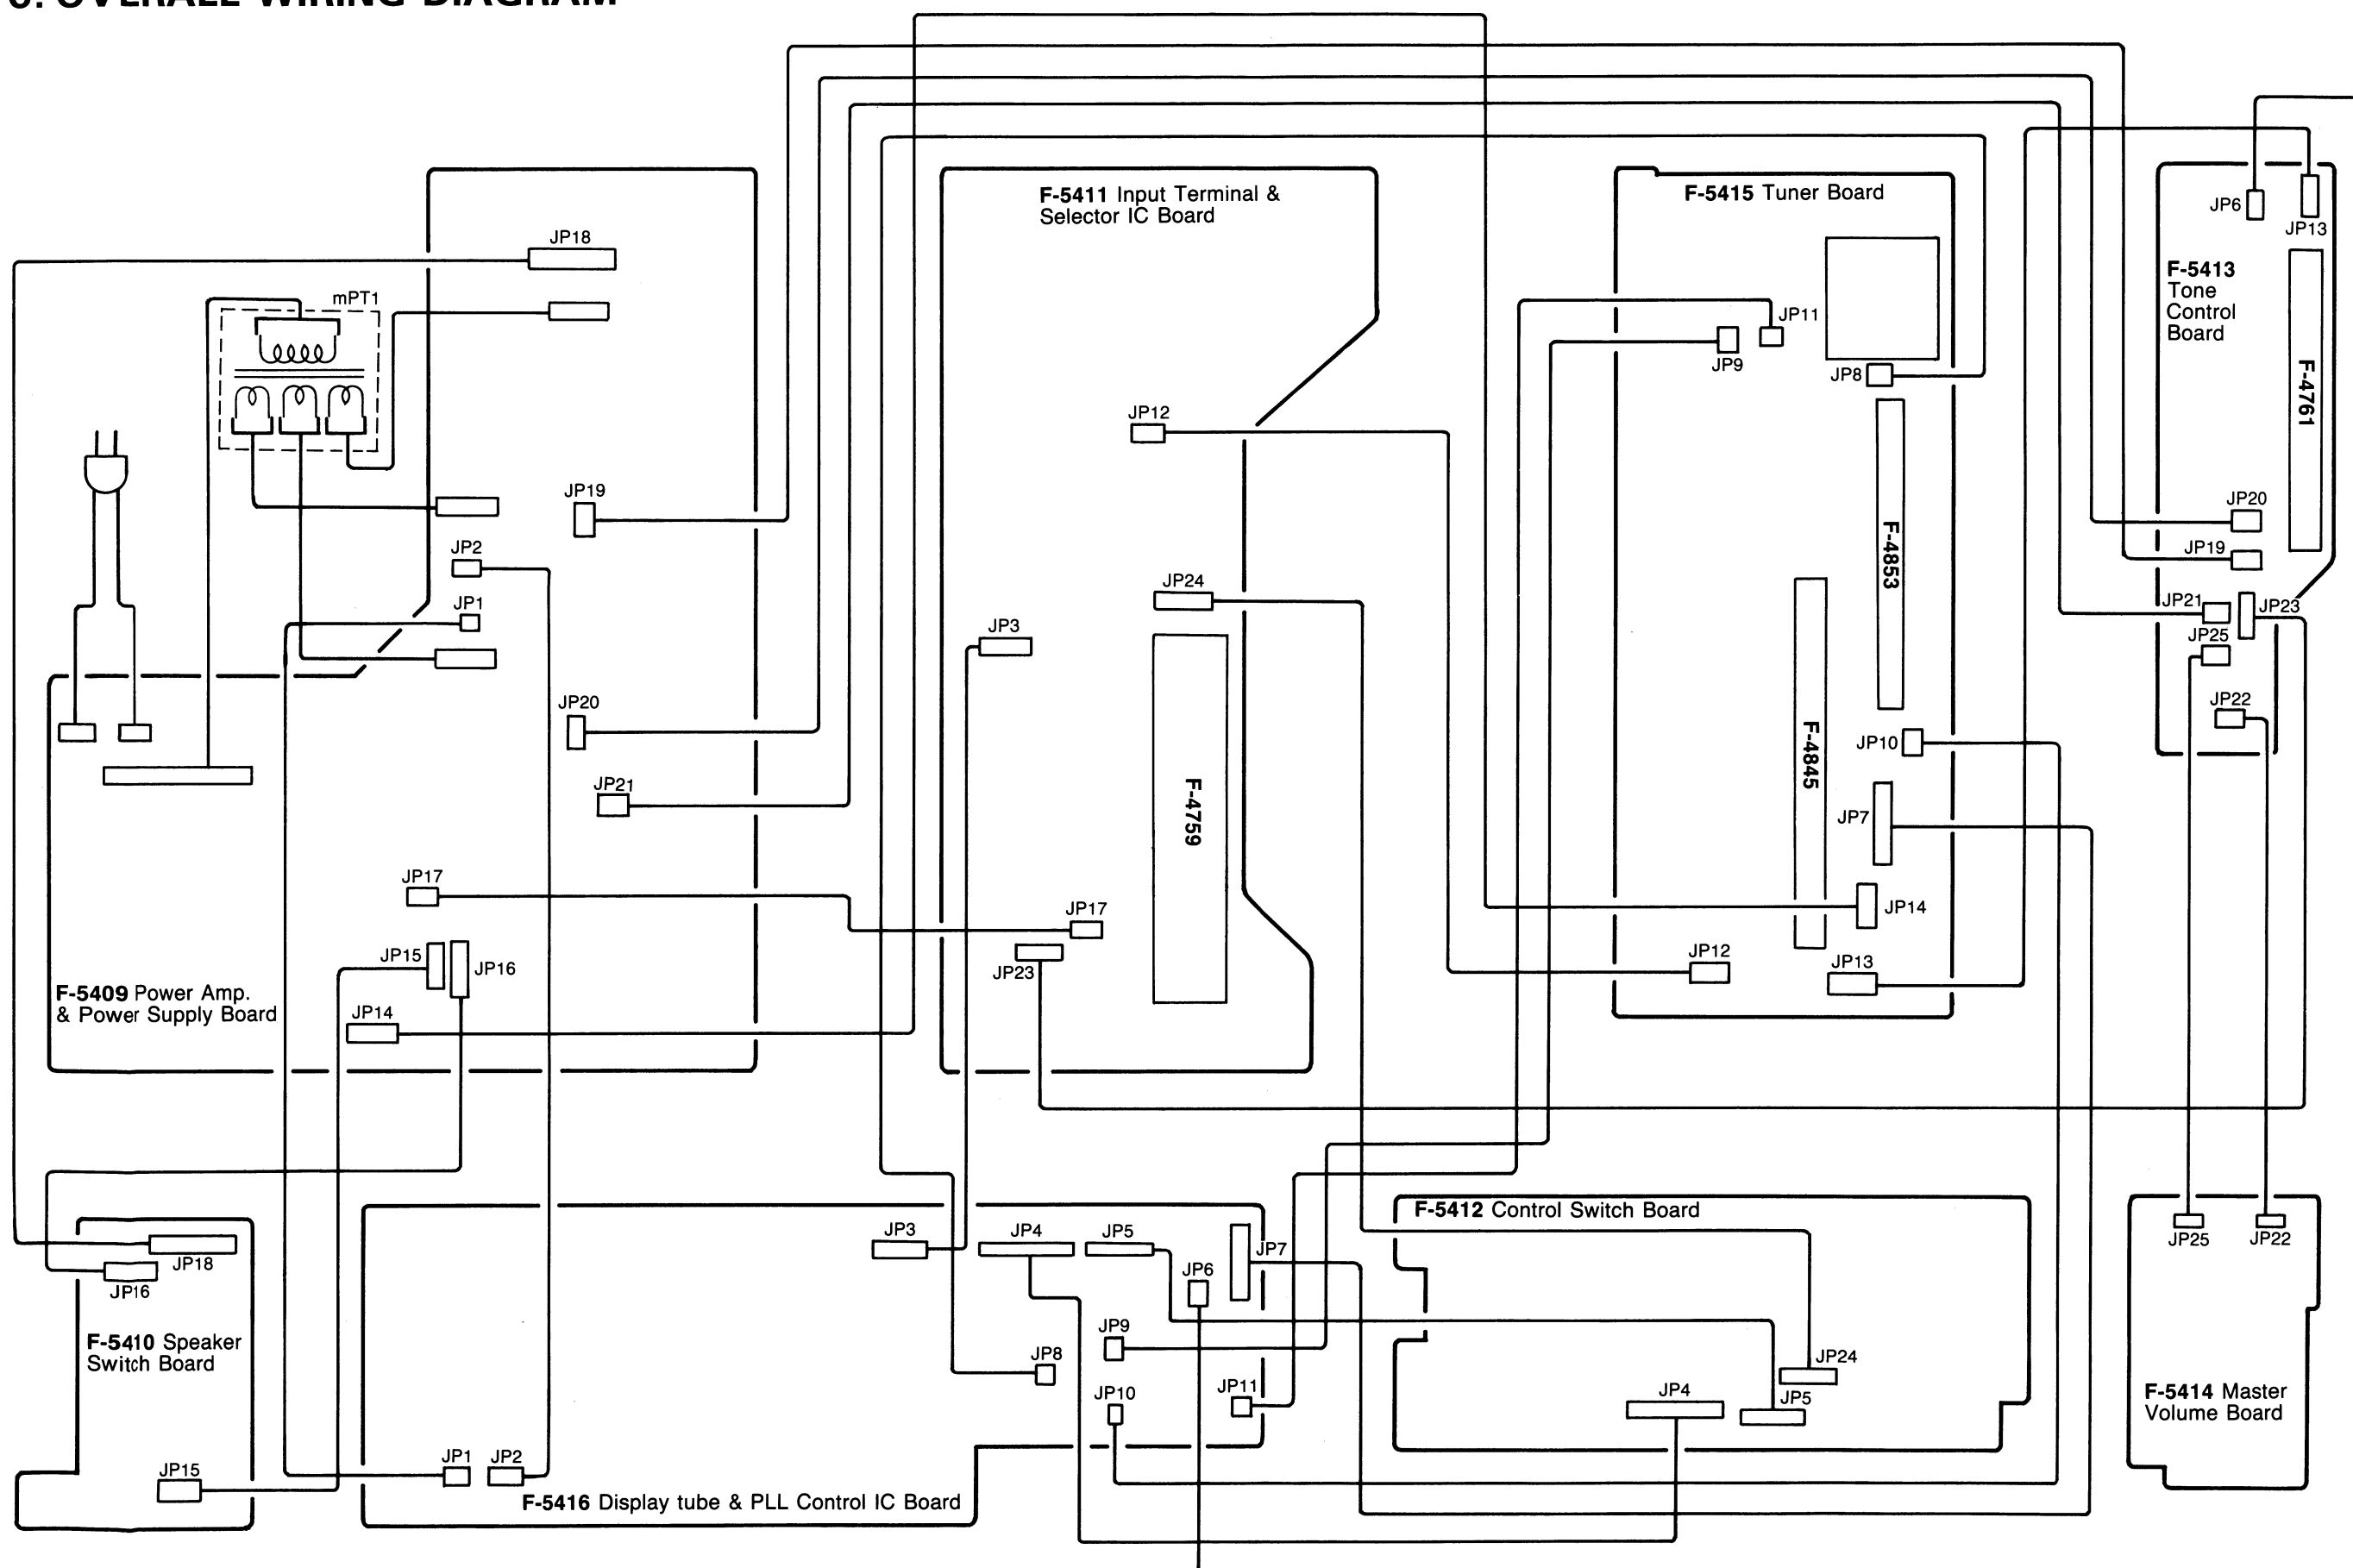 6. OVERALL WIRING DIAGRAM
F-5411 Input Terminal &
Selector IC Board
F-5415 Tuner Board
JP6
JP13
F-5413
Tone
Control
Board
F-4761
JP18
mPT1
JP11
JP9
JP8
JP12
JP19
JP20
JP2
JP19
JP1
JP24
JP21
JP23
JP3
JP25
F-4853
JP20
JP22
F-4845
JP10
JP21
F-4759
JP7
JP17
JP17
JP14
JP15
JP16
JP23
JP12
JP13
F-5409 Power Amp.
& Power Supply Board
JP14
F-5412 Control Switch Board
JP3
JP4
JP5
JP7
JP25
JP22
JP18
JP16
JP6
F-5410 Speaker
Switch Board
JP9
JP8
JP24
JP10
JP11
JP4
JP5
F-5414 Master
Volume Board
JP1
JP2
JP15
F-5416 Display tube & PLL Control IC Board